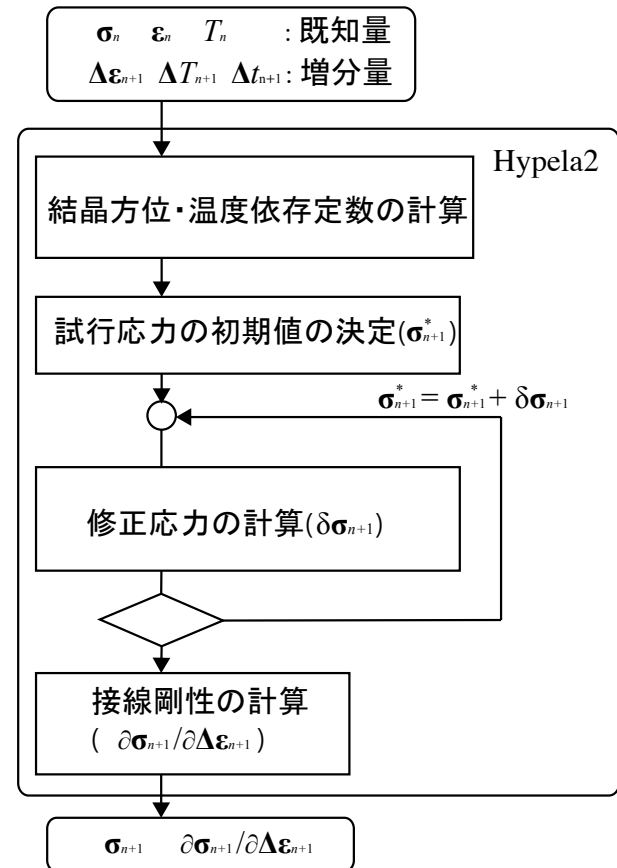 σn εn Tn : 既知量
Δεn+1 ΔTn+1 Δtn+1 : 増分量
Hypela2
結晶方位・温度依存定数の計算
試行応力の初期値の決定(σ*n+1)
σ*n+1 = σ*n+1 + δσn+1
修正応力の計算(δσn+1)
接線剛性の計算
( ∂σn+1/∂Δεn+1 )
σn+1 ∂σn+1/∂Δεn+1